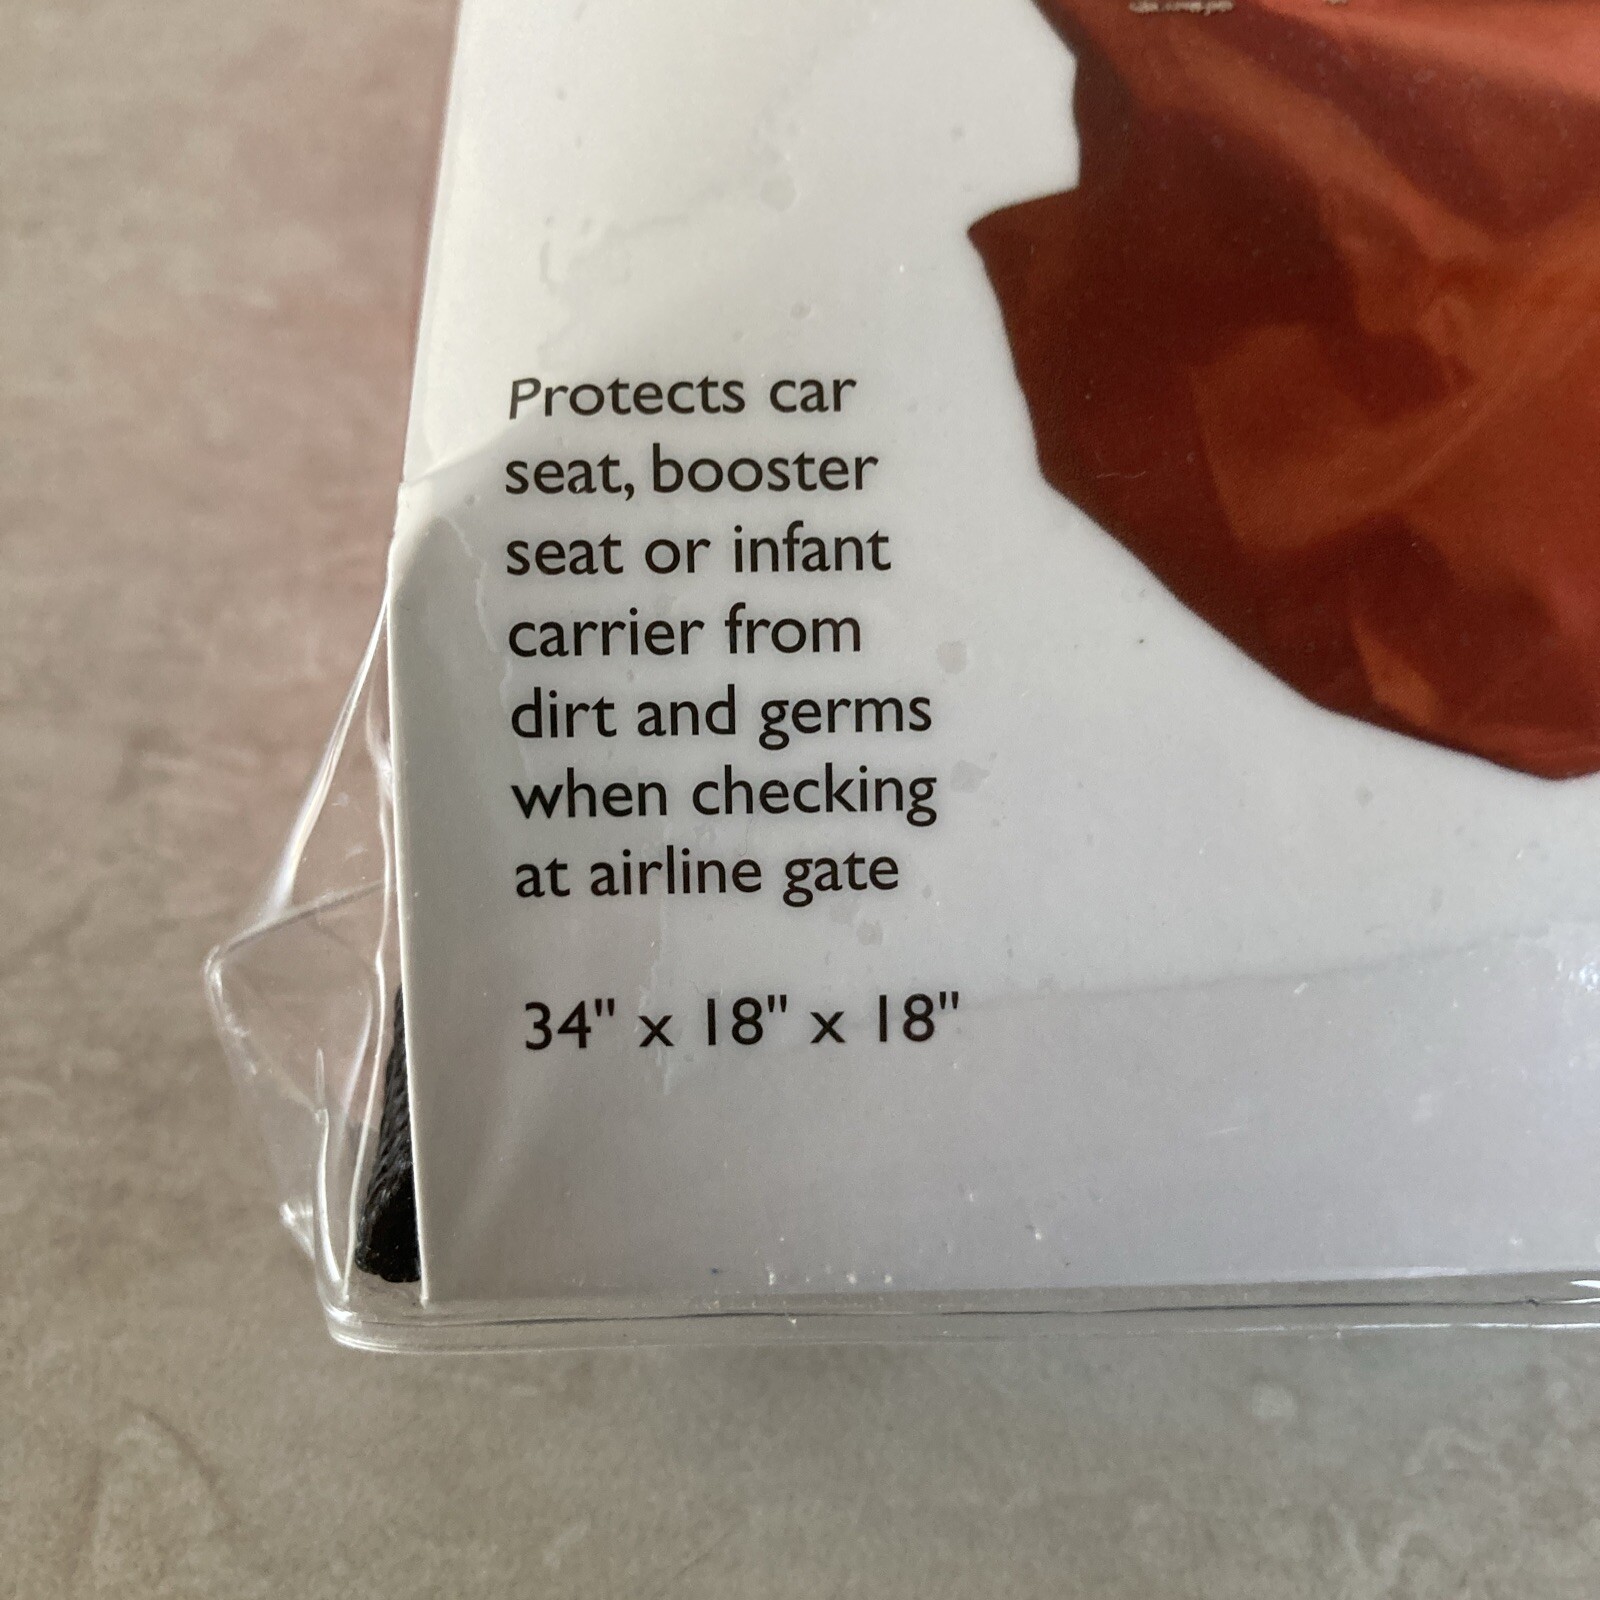 Protects car
seat, booster
seat or infant
carrier from
dirt and germs
when checking
at airline gate
34" x 18" x 18"